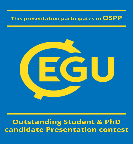 This presentation participates in OSPP
EGU
Outstanding Student & PhD
candidate Presentation contest